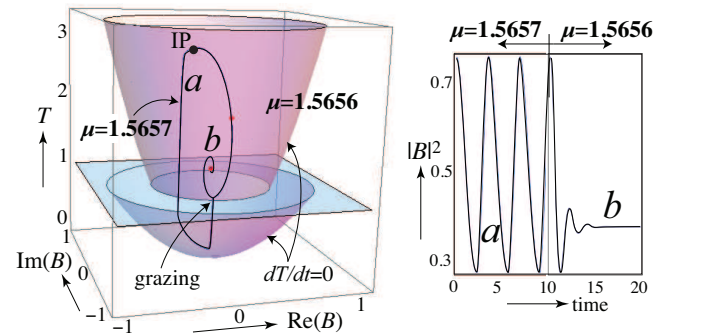 3
2
T
1
0
1
Im(B)
0
−1
−1
0
Re(B)
1
IP
a
μ=1.5656
μ=1.5657
b
grazing
dT/dt=0
μ=1.5657 μ=1.5656
0.7
|B|²
0.5
0.3
a
b
0 5 10 15 20
time